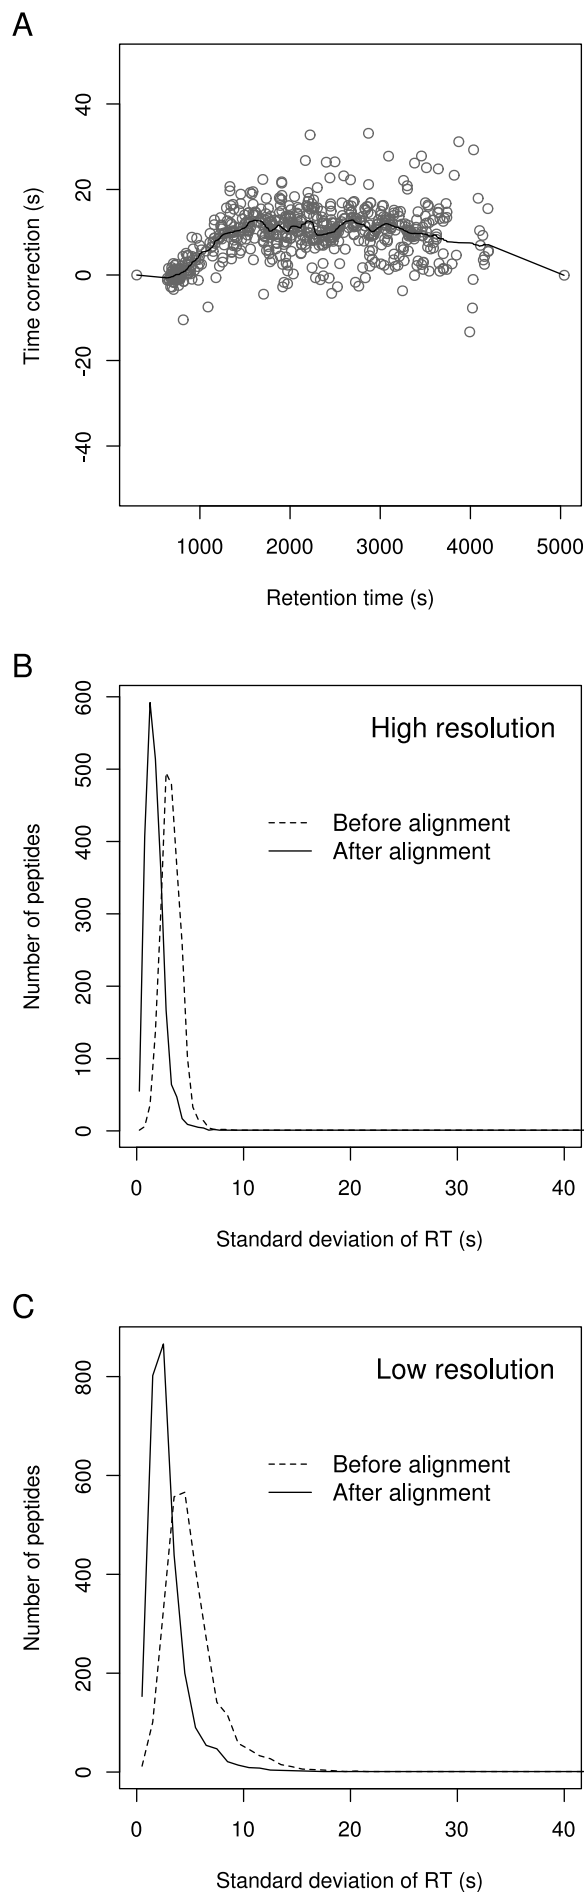 A
Time correction (s)
40
20
0
-20
-40
1000 2000 3000 4000 5000
Retention time (s)
B
Number of peptides
600
500
400
300
200
100
0
High resolution
Before alignment
After alignment
0 10 20 30 40
Standard deviation of RT (s)
C
Number of peptides
800
600
400
200
0
Low resolution
Before alignment
After alignment
0 10 20 30 40
Standard deviation of RT (s)